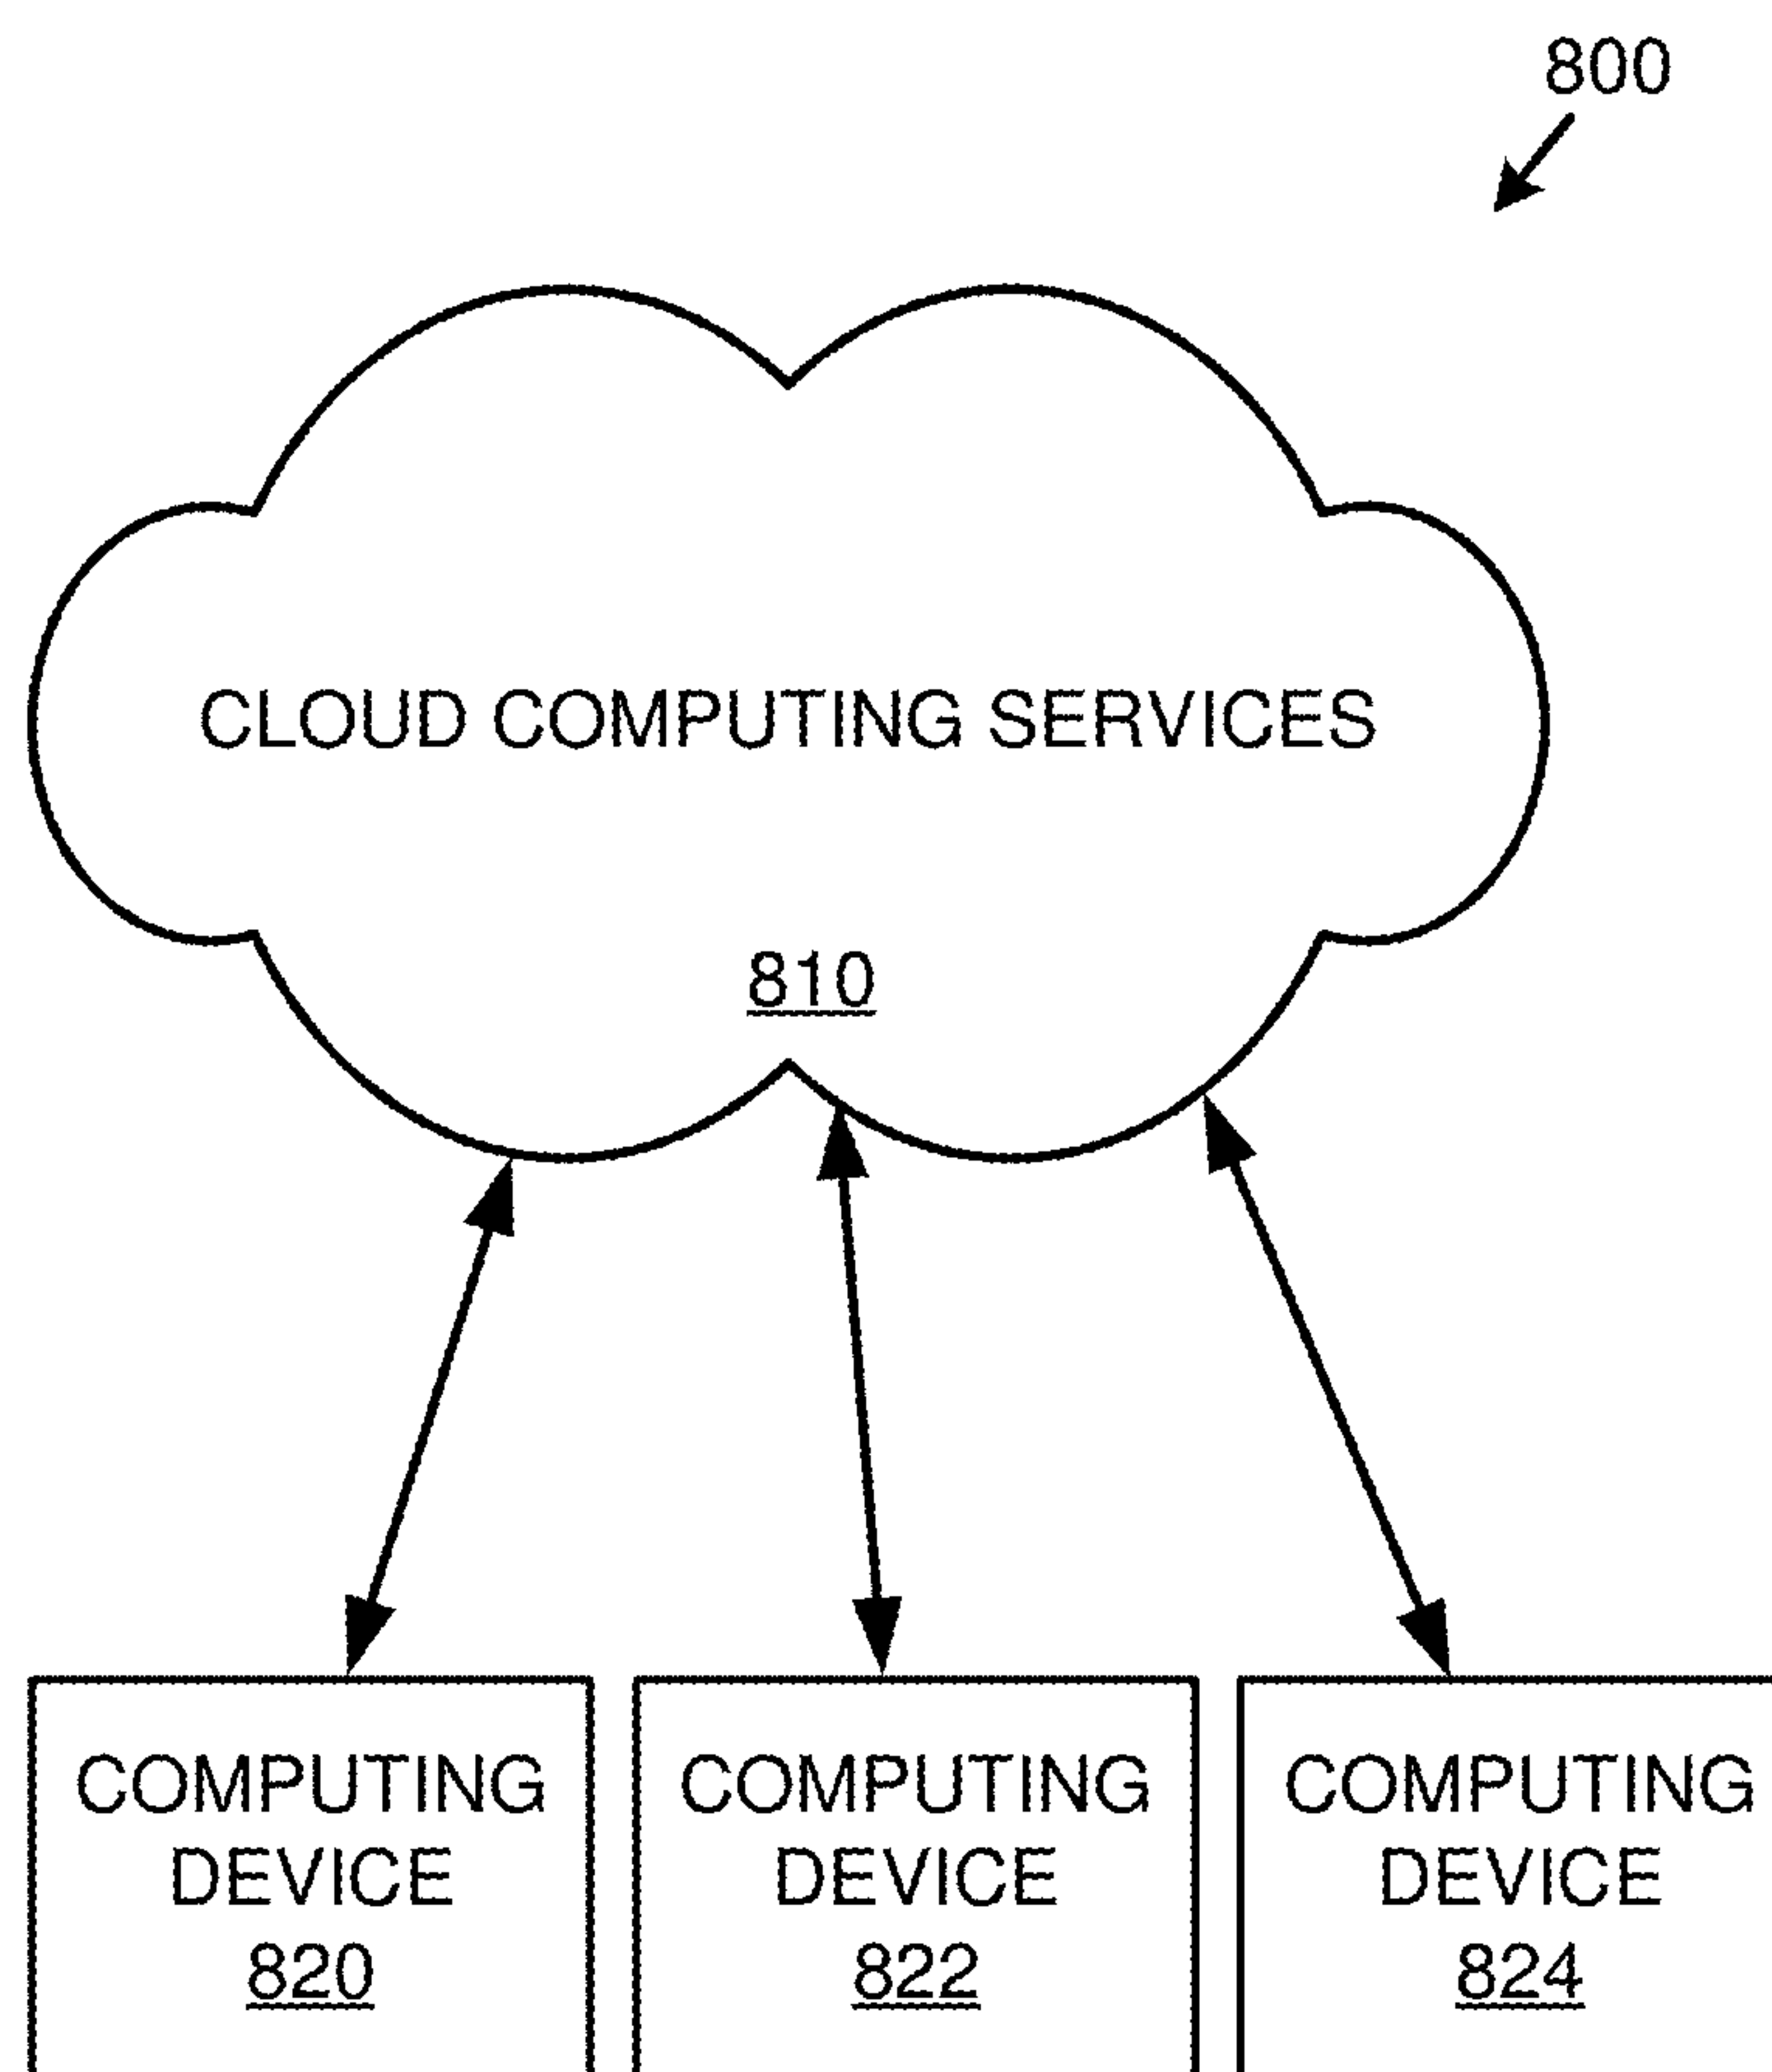 800
CLOUD COMPUTING SERVICES
810
COMPUTING
DEVICE
820
COMPUTING
DEVICE
822
COMPUTING
DEVICE
824